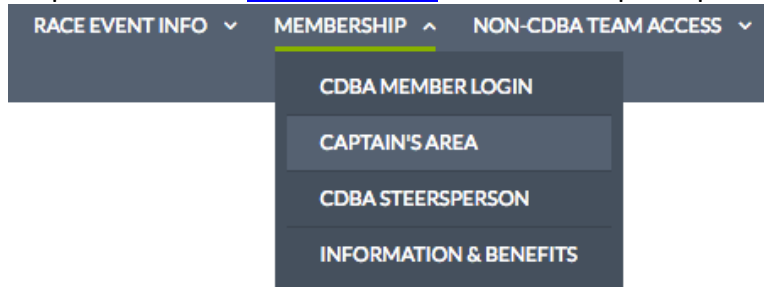 RACE EVENT INFO MEMBERSHIP NON-CDBA TEAM ACCESS
CDBA MEMBER LOGIN
CAPTAIN'S AREA
CDBA STEERSPERSON
INFORMATION & BENEFITS